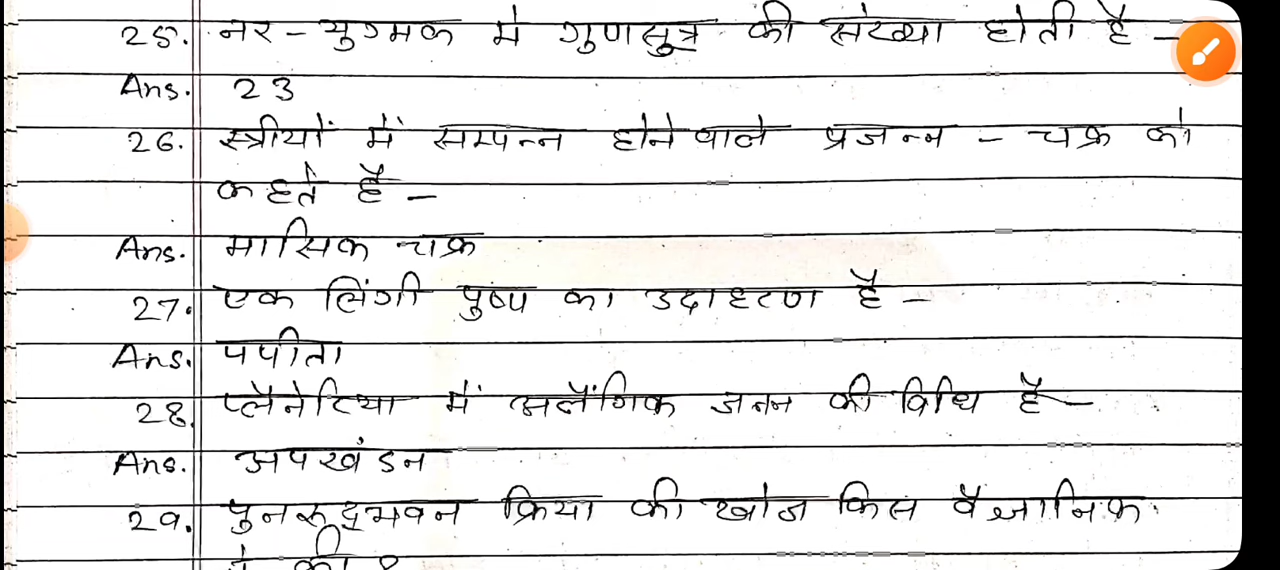 25. नर - युग्मक में गुणसूत्र की संख्या होती है -
Ans. 23
26. स्त्रीयों में सम्पन्न होनेवाले प्रजन्न - चक्र को
कहते है -
Ans. मासिक चक्र
27. एक लिंगी पुष्प का उदाहरण है -
Ans. पपीता
28. प्लैनेरिया में अलैंगिक जनन की विधि है -
Ans. अपखंडन
29. पुनरूद्भवन क्रिया की खोज किस वैज्ञानिक
ने की ?